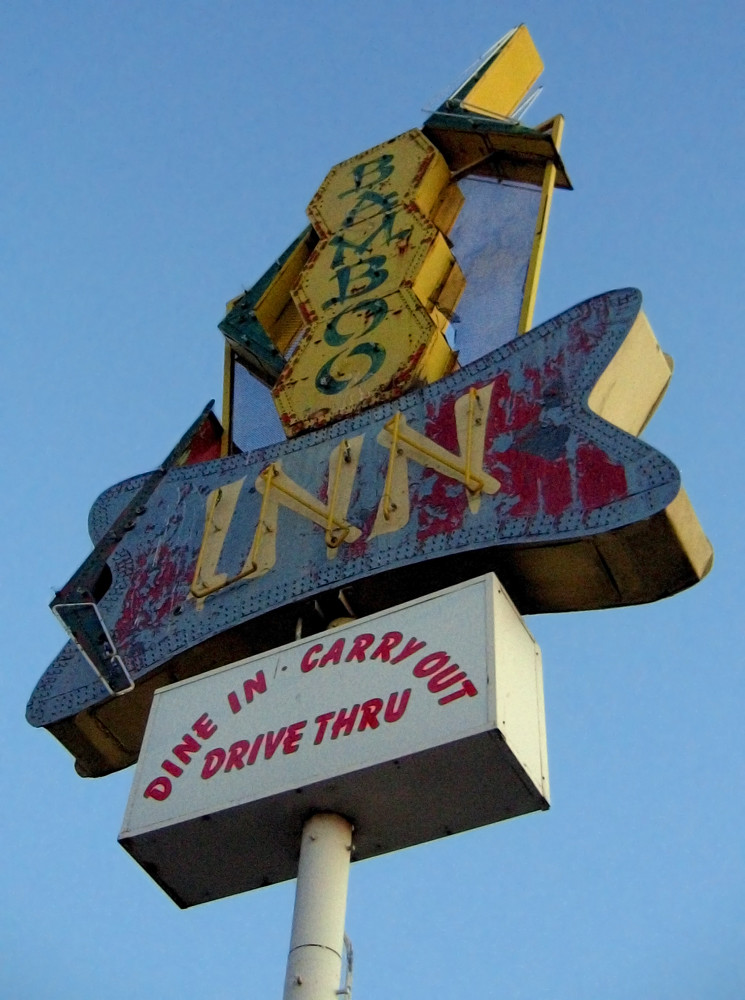 BAMBOO
INN
DINE IN · CARRY OUT
DRIVE THRU